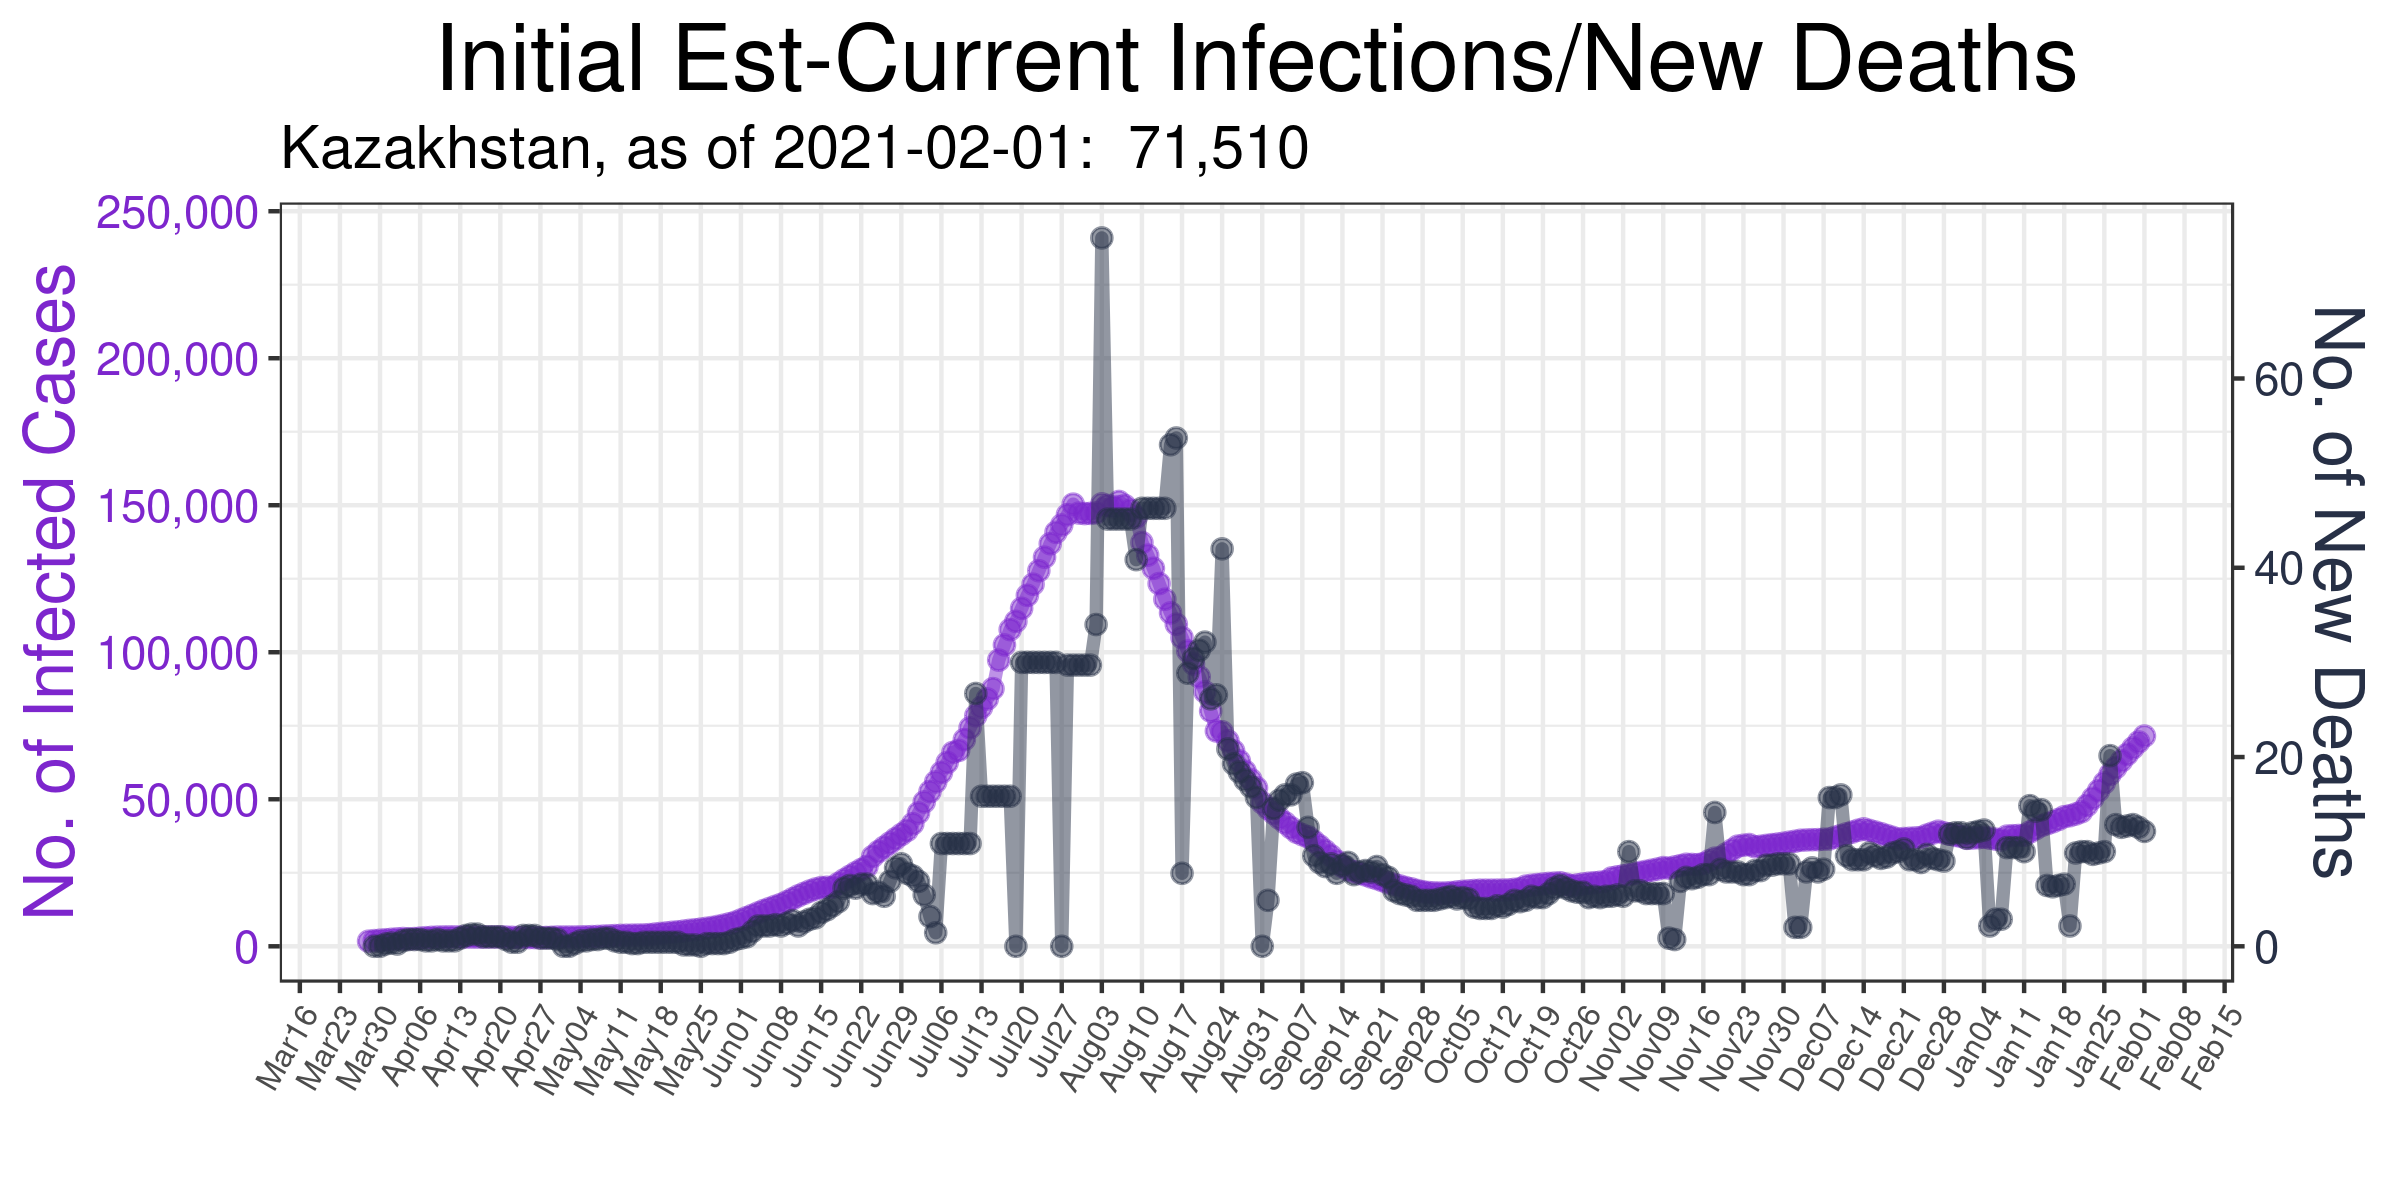 Initial Est-Current Infections/New Deaths
Kazakhstan, as of 2021-02-01:  71,510
No. of Infected Cases
250,000
200,000
150,000
100,000
50,000
0
60
40
20
0
No. of New Deaths
Mar16
Mar23
Mar30
Apr06
Apr13
Apr20
Apr27
May04
May11
May18
May25
Jun01
Jun08
Jun15
Jun22
Jun29
Jul06
Jul13
Jul20
Jul27
Aug03
Aug10
Aug17
Aug24
Aug31
Sep07
Sep14
Sep21
Sep28
Oct05
Oct12
Oct19
Oct26
Nov02
Nov09
Nov16
Nov23
Nov30
Dec07
Dec14
Dec21
Dec28
Jan04
Jan11
Jan18
Jan25
Feb01
Feb08
Feb15